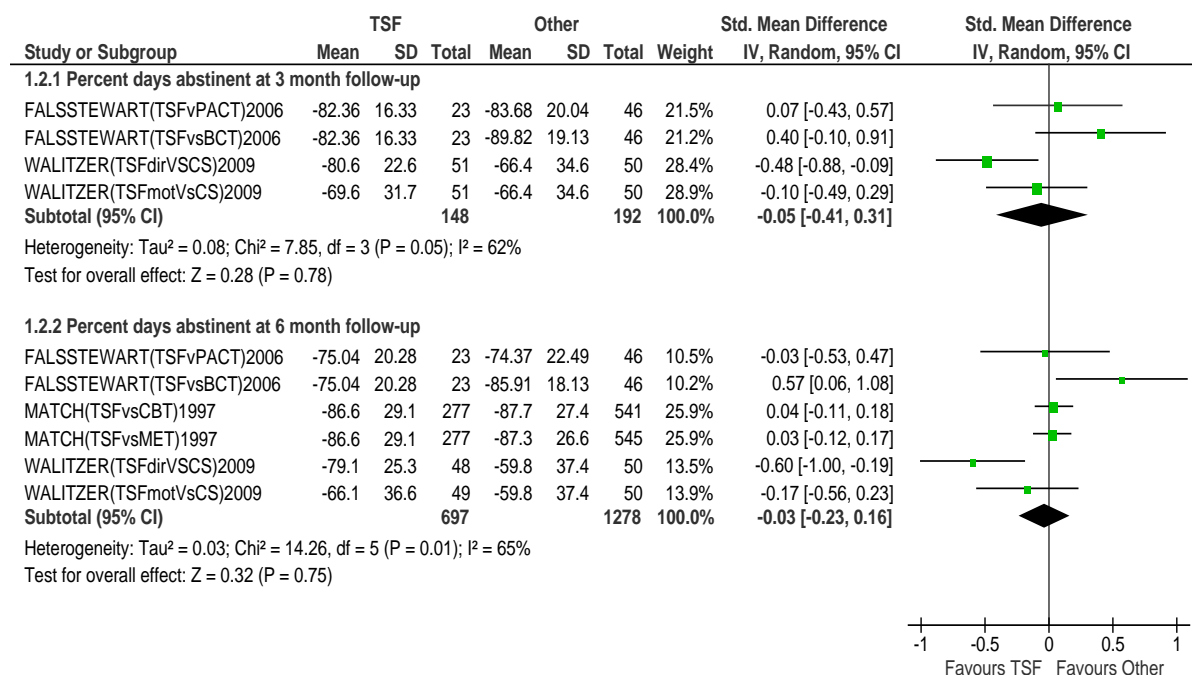 TSF Other Std. Mean Difference Std. Mean Difference
Study or Subgroup Mean SD Total Mean SD Total Weight IV, Random, 95% CI IV, Random, 95% CI
1.2.1 Percent days abstinent at 3 month follow-up
FALSSTEWART(TSFvPACT)2006 -82.36 16.33 23 -83.68 20.04 46 21.5% 0.07 [-0.43, 0.57]
FALSSTEWART(TSFvsBCT)2006 -82.36 16.33 23 -89.82 19.13 46 21.2% 0.40 [-0.10, 0.91]
WALITZER(TSFdirVSCS)2009 -80.6 22.6 51 -66.4 34.6 50 28.4% -0.48 [-0.88, -0.09]
WALITZER(TSFmotVsCS)2009 -69.6 31.7 51 -66.4 34.6 50 28.9% -0.10 [-0.49, 0.29]
Subtotal (95% CI) 148 192 100.0% -0.05 [-0.41, 0.31]
Heterogeneity: Tau² = 0.08; Chi² = 7.85, df = 3 (P = 0.05); I² = 62%
Test for overall effect: Z = 0.28 (P = 0.78)
1.2.2 Percent days abstinent at 6 month follow-up
FALSSTEWART(TSFvPACT)2006 -75.04 20.28 23 -74.37 22.49 46 10.5% -0.03 [-0.53, 0.47]
FALSSTEWART(TSFvsBCT)2006 -75.04 20.28 23 -85.91 18.13 46 10.2% 0.57 [0.06, 1.08]
MATCH(TSFvsCBT)1997 -86.6 29.1 277 -87.7 27.4 541 25.9% 0.04 [-0.11, 0.18]
MATCH(TSFvsMET)1997 -86.6 29.1 277 -87.3 26.6 545 25.9% 0.03 [-0.12, 0.17]
WALITZER(TSFdirVSCS)2009 -79.1 25.3 48 -59.8 37.4 50 13.5% -0.60 [-1.00, -0.19]
WALITZER(TSFmotVsCS)2009 -66.1 36.6 49 -59.8 37.4 50 13.9% -0.17 [-0.56, 0.23]
Subtotal (95% CI) 697 1278 100.0% -0.03 [-0.23, 0.16]
Heterogeneity: Tau² = 0.03; Chi² = 14.26, df = 5 (P = 0.01); I² = 65%
Test for overall effect: Z = 0.32 (P = 0.75)
-1 -0.5 0 0.5 1
Favours TSF Favours Other